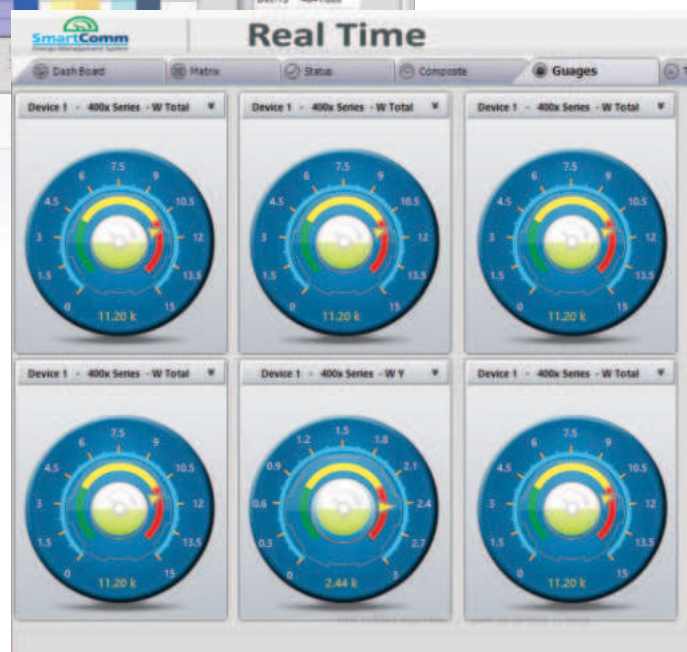 SmartComm
Energy Management System
Real Time
Dash Board
Matrix
Status
Composite
Guages
Device 1 - 400x Series - W Total
Device 1 - 400x Series - W Total
Device 1 - 400x Series - W Total
0 1.5 3 4.5 6 7.5 9 10.5 12 13.5 15
11.20 k
0 1.5 3 4.5 6 7.5 9 10.5 12 13.5 15
11.20 k
0 1.5 3 4.5 6 7.5 9 10.5 12 13.5 15
11.20 k
Device 1 - 400x Series - W Total
Device 1 - 400x Series - W Y
Device 1 - 400x Series - W Total
0 1.5 3 4.5 6 7.5 9 10.5 12 13.5 15
11.20 k
0 0.3 0.6 0.9 1.2 1.5 1.8 2.1 2.4 2.7 3
2.44 k
0 1.5 3 4.5 6 7.5 9 10.5 12 13.5 15
11.20 k